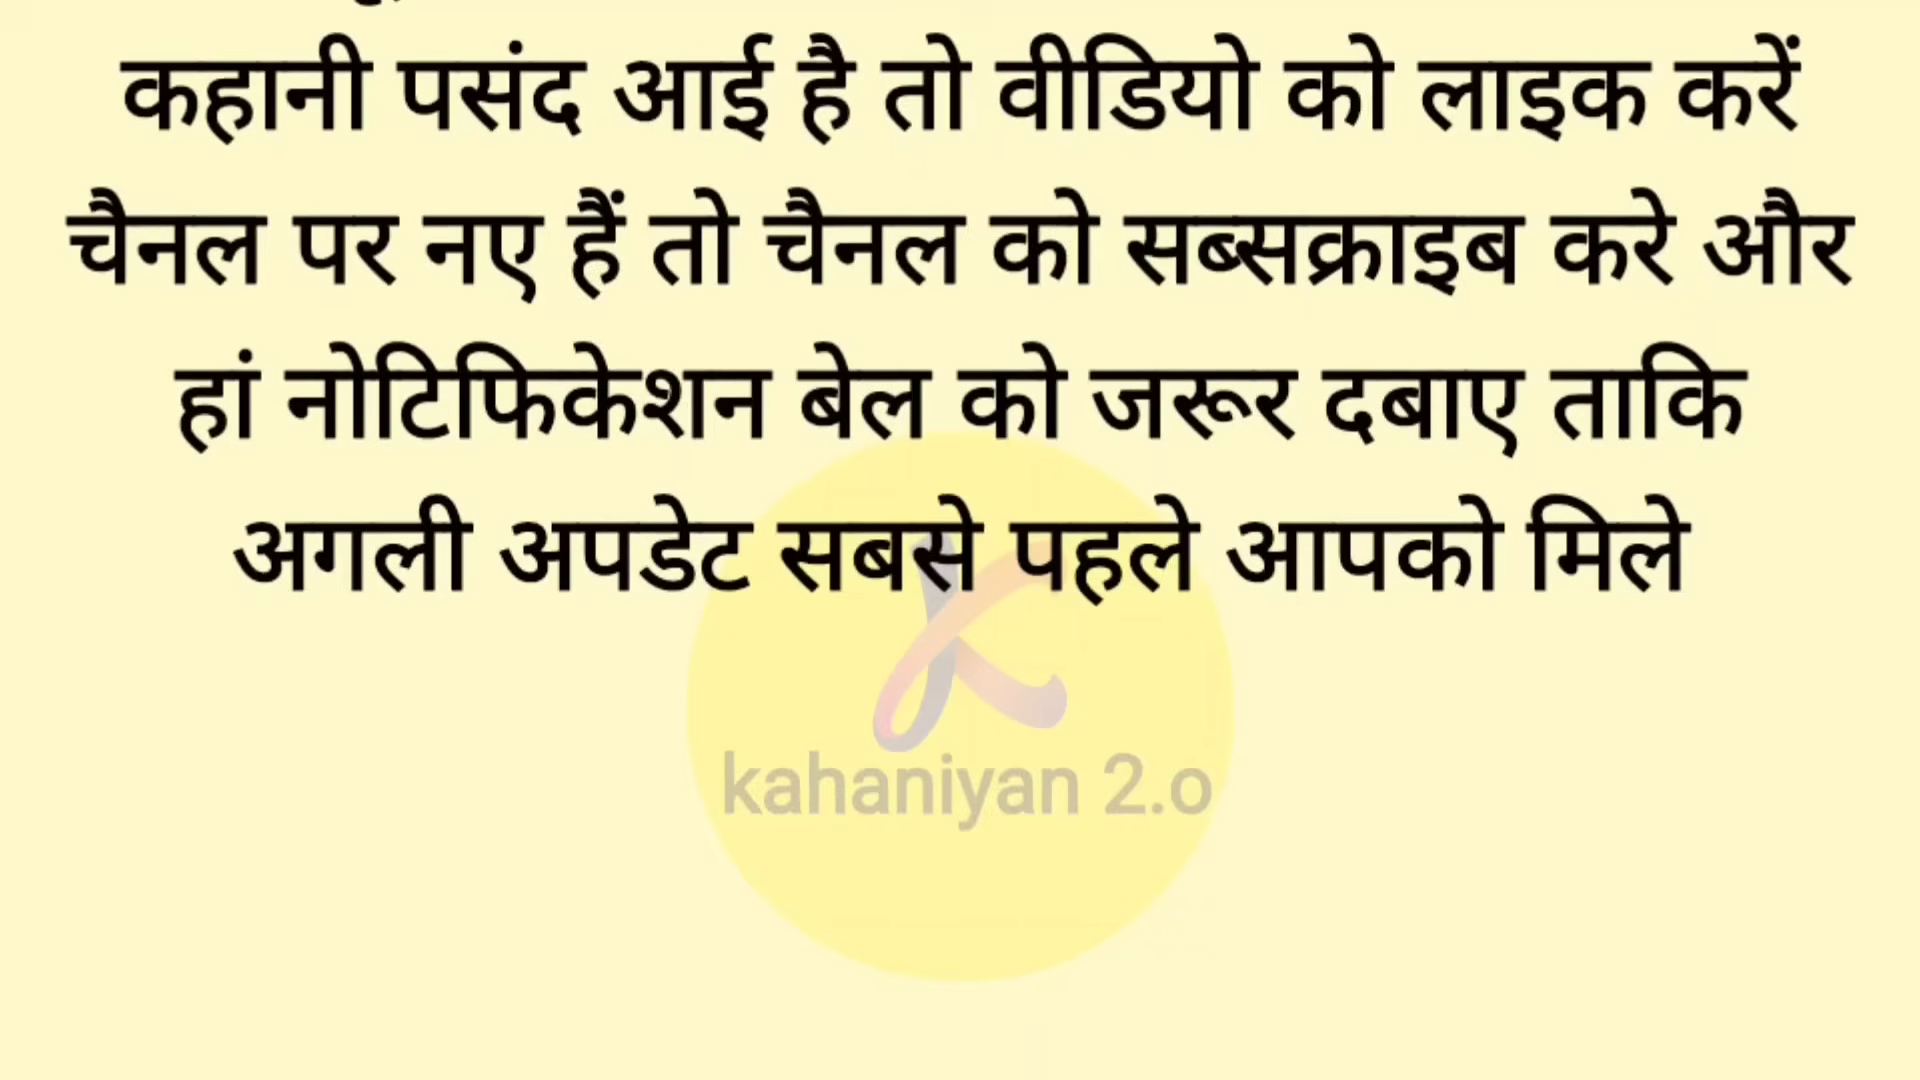 कहानी पसंद आई है तो वीडियो को लाइक करें
चैनल पर नए हैं तो चैनल को सब्सक्राइब करे और
हां नोटिफिकेशन बेल को जरूर दबाए ताकि
अगली अपडेट सबसे पहले आपको मिले
kahaniyan 2.o